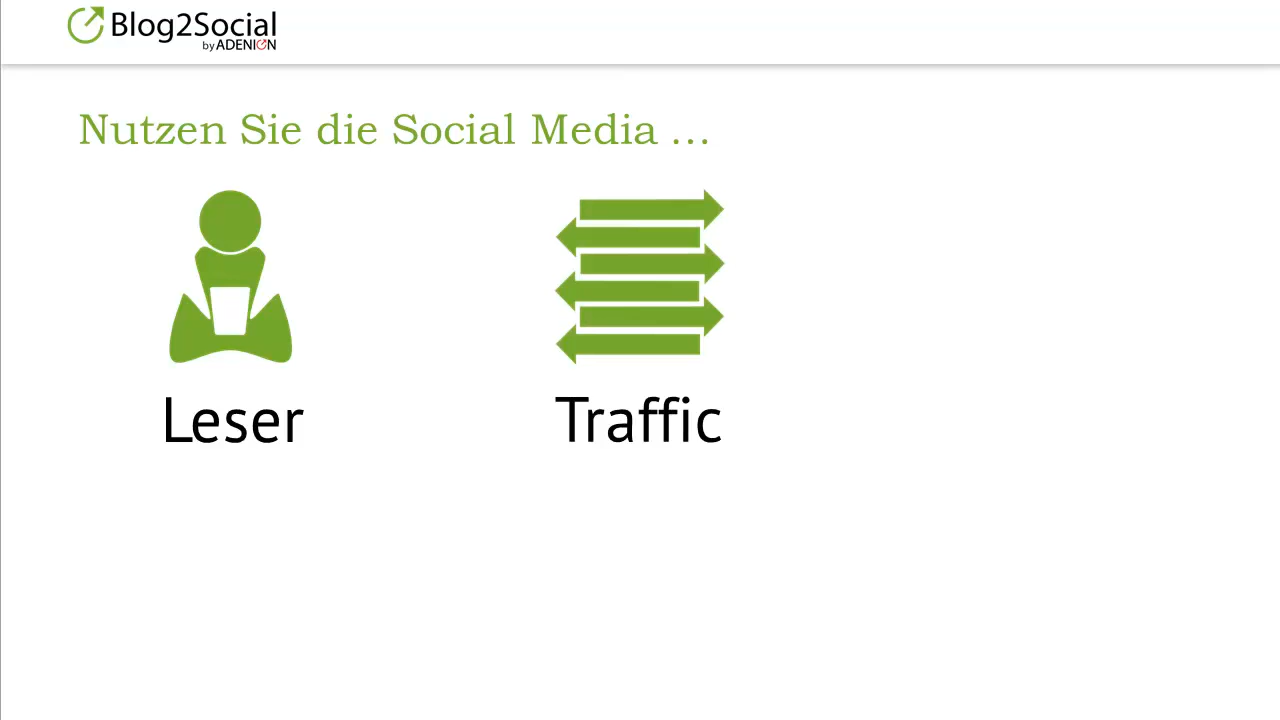 Blog2Social
by ADENION
Nutzen Sie die Social Media ...
Leser
Traffic